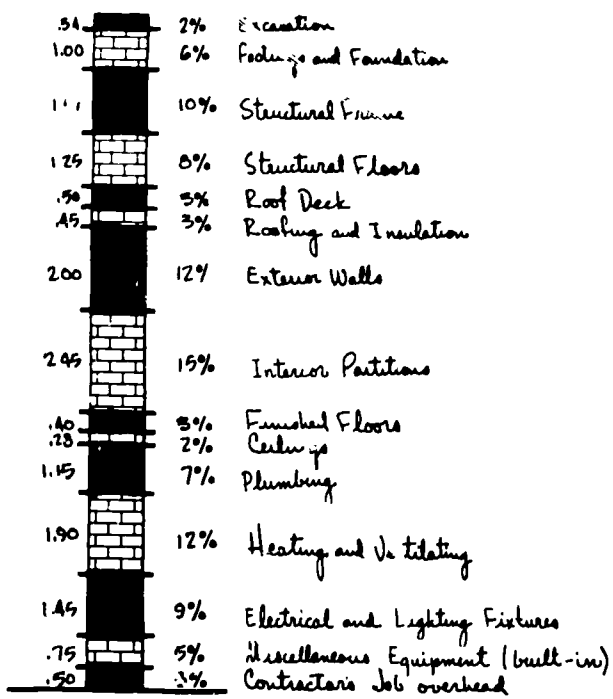 .34 2% Excavation
1.00 6% Footings and Foundation
10% Structural Frame
1.25 8% Structural Floors
.50 3% Roof Deck
.45 3% Roofing and Insulation
2.00 12% Exterior Walls
2.45 15% Interior Partitions
.40 3% Finished Floors
.28 2% Ceilings
1.15 7% Plumbing
1.90 12% Heating and Ventilating
1.45 9% Electrical and Lighting Fixtures
.75 5% Miscellaneous Equipment (built-in)
.50 3% Contractor's Job overhead